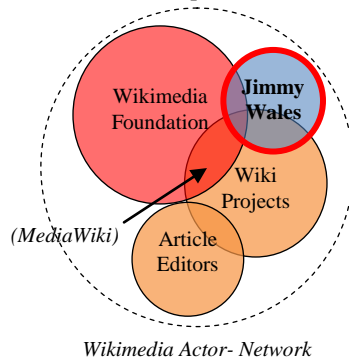 Wikimedia
Foundation
Jimmy
Wales
Wiki
Projects
(MediaWiki)
Article
Editors
Wikimedia Actor- Network